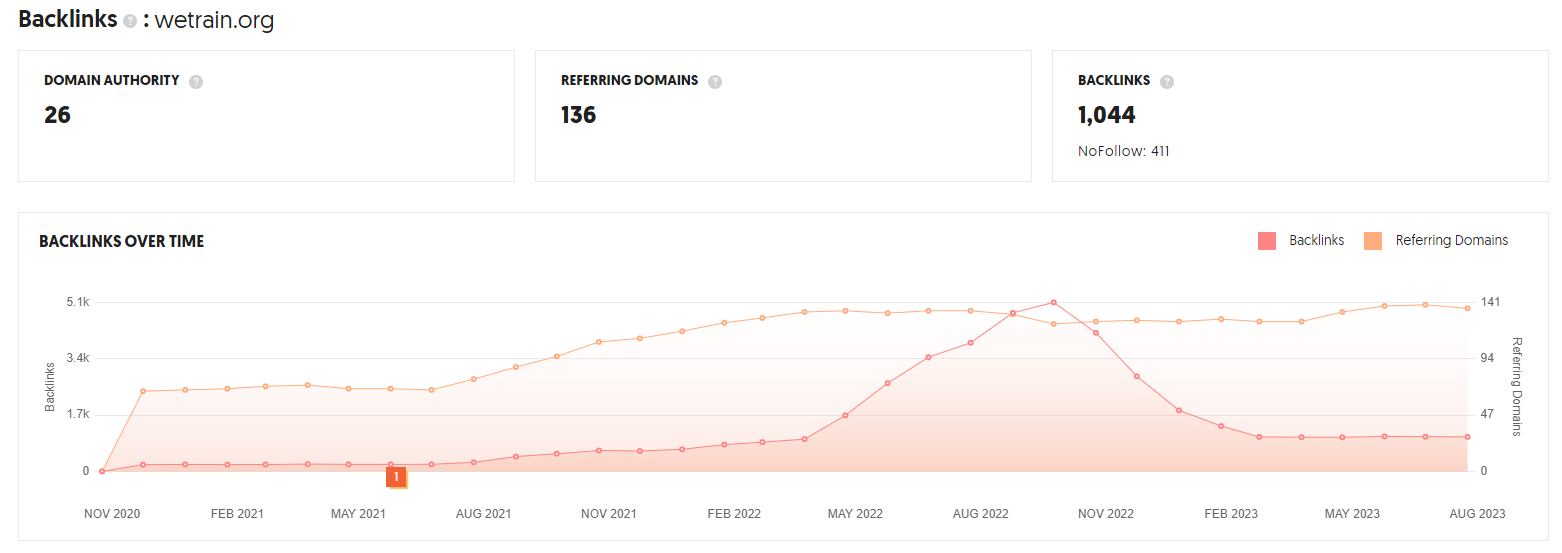 Backlinks ? : wetrain.org
DOMAIN AUTHORITY ?
26
REFERRING DOMAINS ?
136
BACKLINKS ?
1,044
NoFollow: 411
BACKLINKS OVER TIME
Backlinks
Referring Domains
5.1k
3.4k
1.7k
0
Backlinks
141
94
47
0
Referring Domains
1
NOV 2020
FEB 2021
MAY 2021
AUG 2021
NOV 2021
FEB 2022
MAY 2022
AUG 2022
NOV 2022
FEB 2023
MAY 2023
AUG 2023